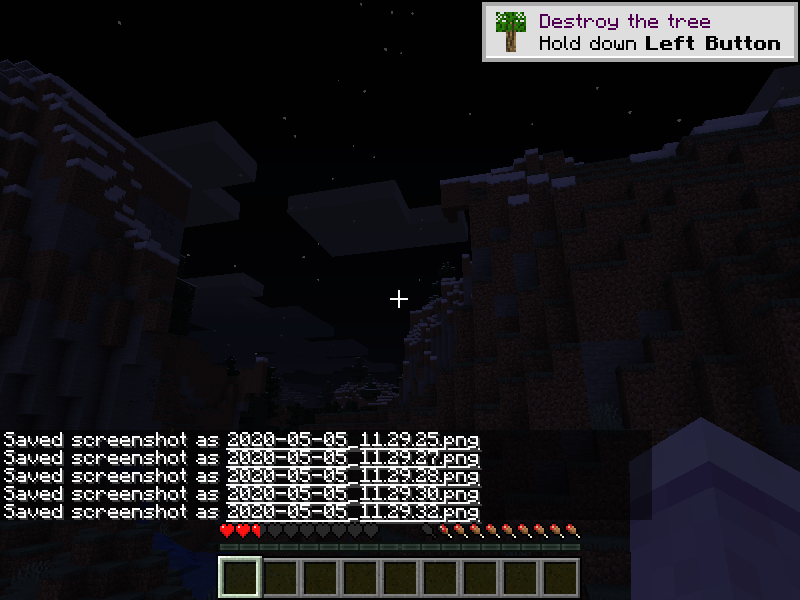 Destroy the tree
Hold down Left Button
Saved screenshot as 2020-05-05_11.29.25.png
Saved screenshot as 2020-05-05_11.29.27.png
Saved screenshot as 2020-05-05_11.29.28.png
Saved screenshot as 2020-05-05_11.29.30.png
Saved screenshot as 2020-05-05_11.29.32.png